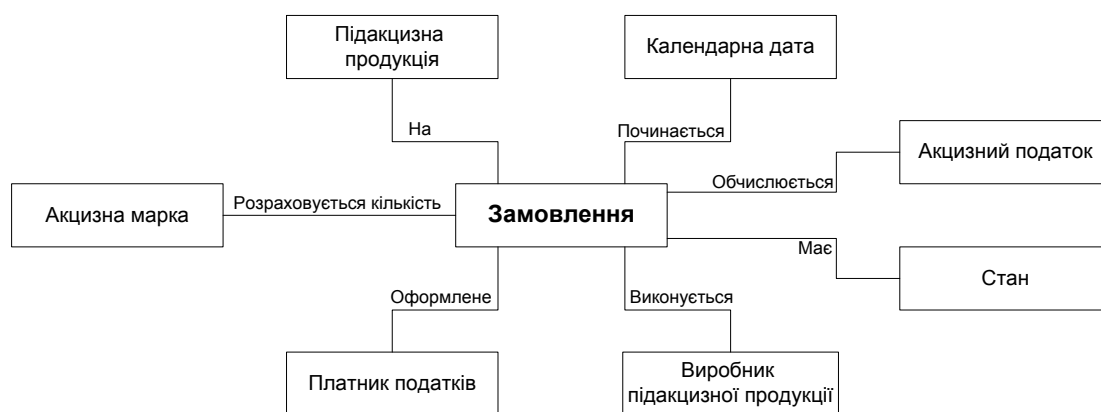 Підакцизна
продукція
Календарна дата
На
Починається
Акцизний податок
Обчислюється
Акцизна марка
Розраховується кількість
Замовлення
Має
Стан
Оформлене
Виконується
Платник податків
Виробник
підакцизної продукції